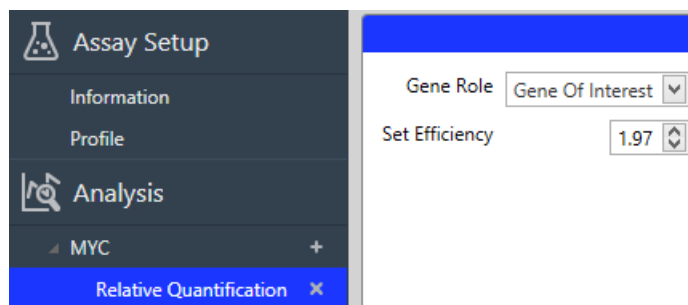 Assay Setup
Information
Profile
Analysis
MYC
Relative Quantification
Gene Role Gene Of Interest
Set Efficiency 1.97